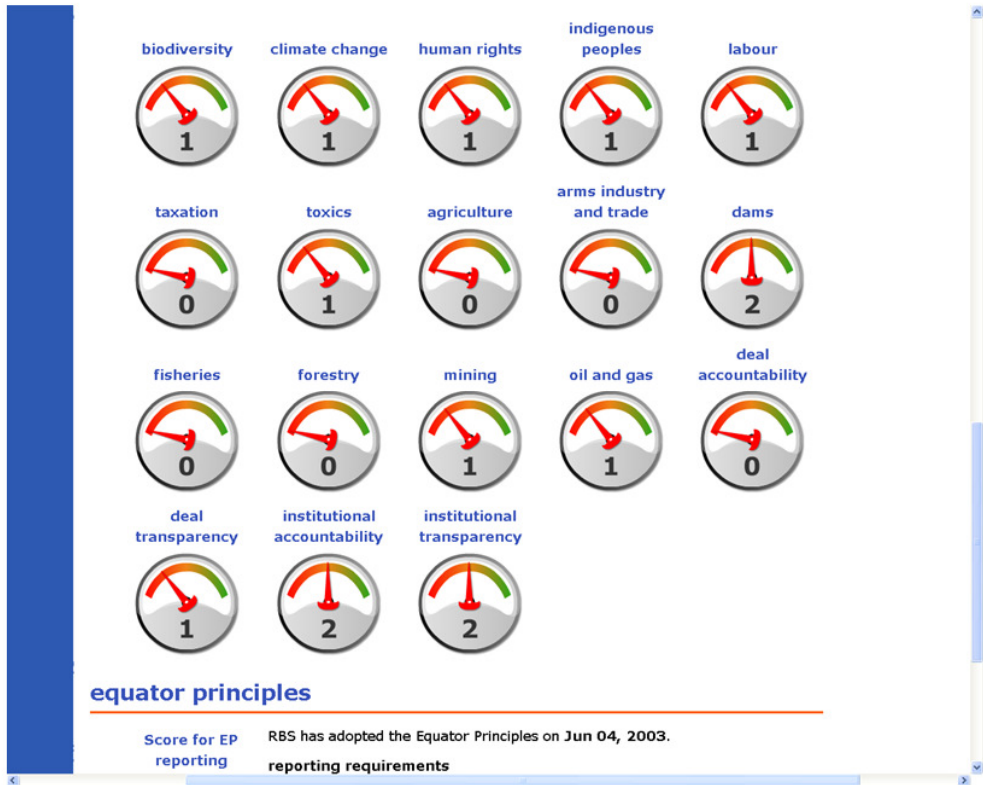 indigenous
biodiversity climate change human rights peoples labour
1 1 1 1 1
arms industry
taxation toxics agriculture and trade dams
0 1 0 0 2
deal
fisheries forestry mining oil and gas accountability
0 0 1 1 0
deal institutional institutional
transparency accountability transparency
1 2 2
equator principles
Score for EP RBS has adopted the Equator Principles on Jun 04, 2003.
reporting reporting requirements